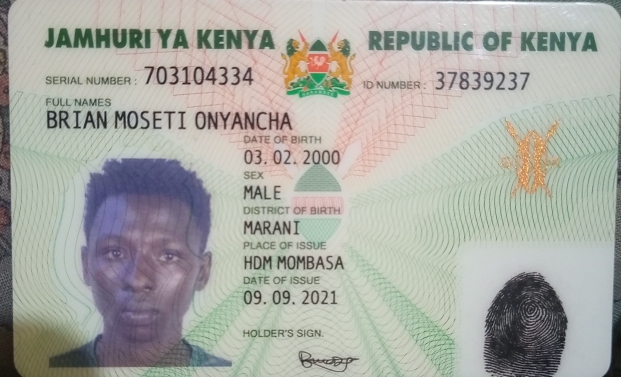 JAMHURI YA KENYA REPUBLIC OF KENYA
SERIAL NUMBER : 703104334 ID NUMBER : 37839237
FULL NAMES
BRIAN MOSETI ONYANCHA
DATE OF BIRTH
03. 02. 2000
SEX
MALE
DISTRICT OF BIRTH
MARANI
PLACE OF ISSUE
HDM MOMBASA
DATE OF ISSUE
09. 09. 2021
HOLDER'S SIGN.